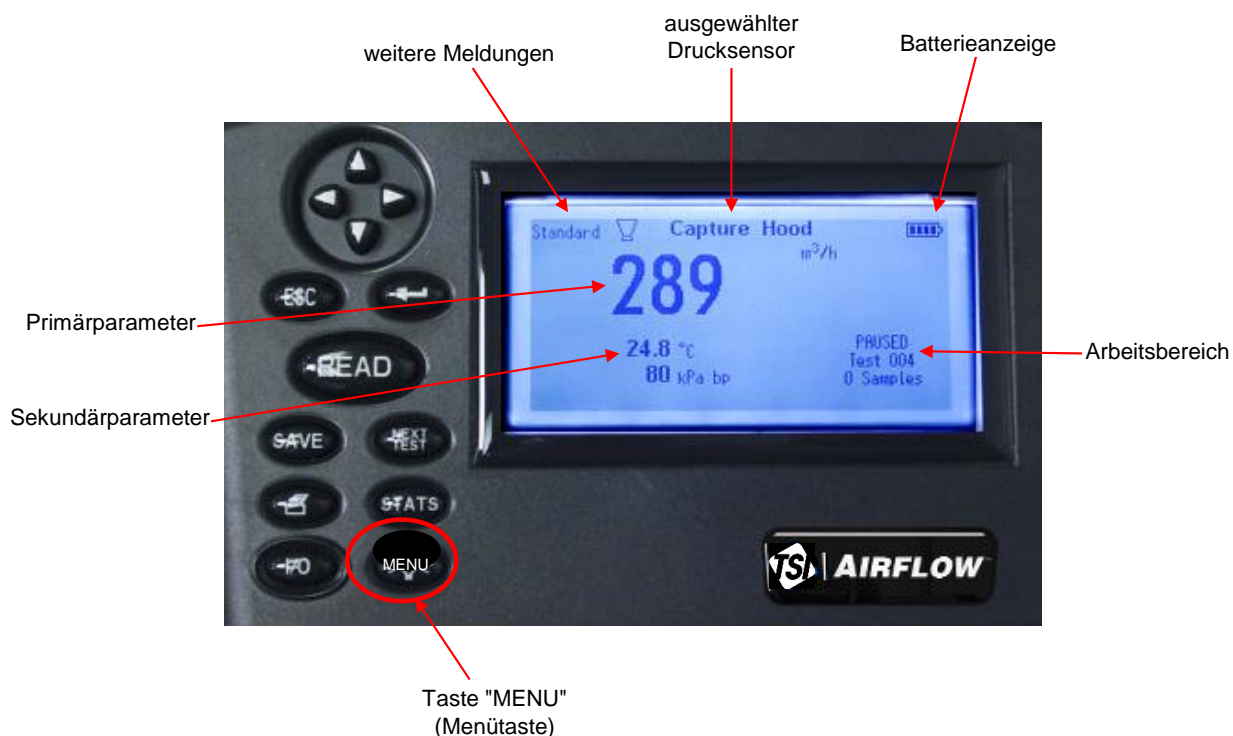 ausgewählter
Drucksensor
weitere Meldungen
Batterieanzeige
Standard Capture Hood
m³/h
289
Primärparameter
24.8 °C
80 kPa bp
PAUSED
Test 004
0 Samples
Arbeitsbereich
Sekundärparameter
ESC
READ
SAVE
NEXT
TEST
STATS
I/O
MENU
TSI AIRFLOW
Taste "MENU"
(Menütaste)